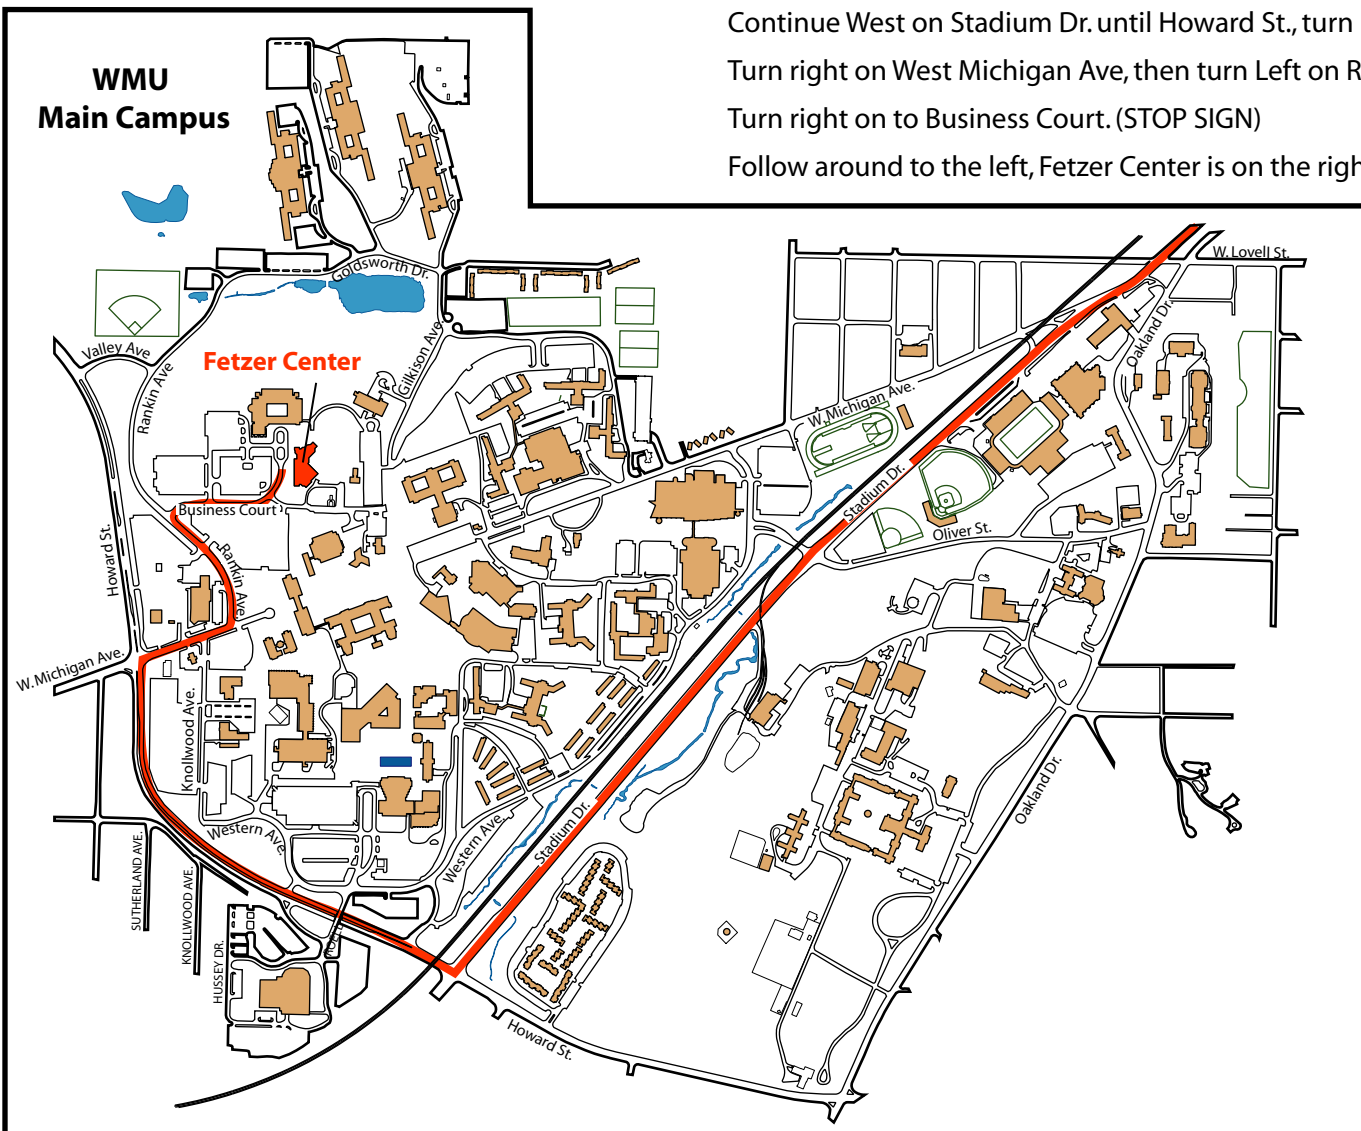 Continue West on Stadium Dr. until Howard St., turn
Turn right on West Michigan Ave, then turn Left on R
Turn right on to Business Court. (STOP SIGN)
Follow around to the left, Fetzer Center is on the righ
WMU
Main Campus
W. Lovell St.
Goldsworth Dr.
Oakland Dr.
Valley Ave
Fetzer Center
Gilkison Ave.
Rankin Ave
W. Michigan Ave.
Stadium Dr.
Business Court
Oliver St.
Howard St.
Rankin Ave.
W. Michigan Ave.
Knollwood Ave.
Oakland Dr.
Stadium Dr.
Western Ave.
Western Ave.
SUTHERLAND AVE.
KNOLLWOOD AVE.
HUSSEY DR.
Howard St.